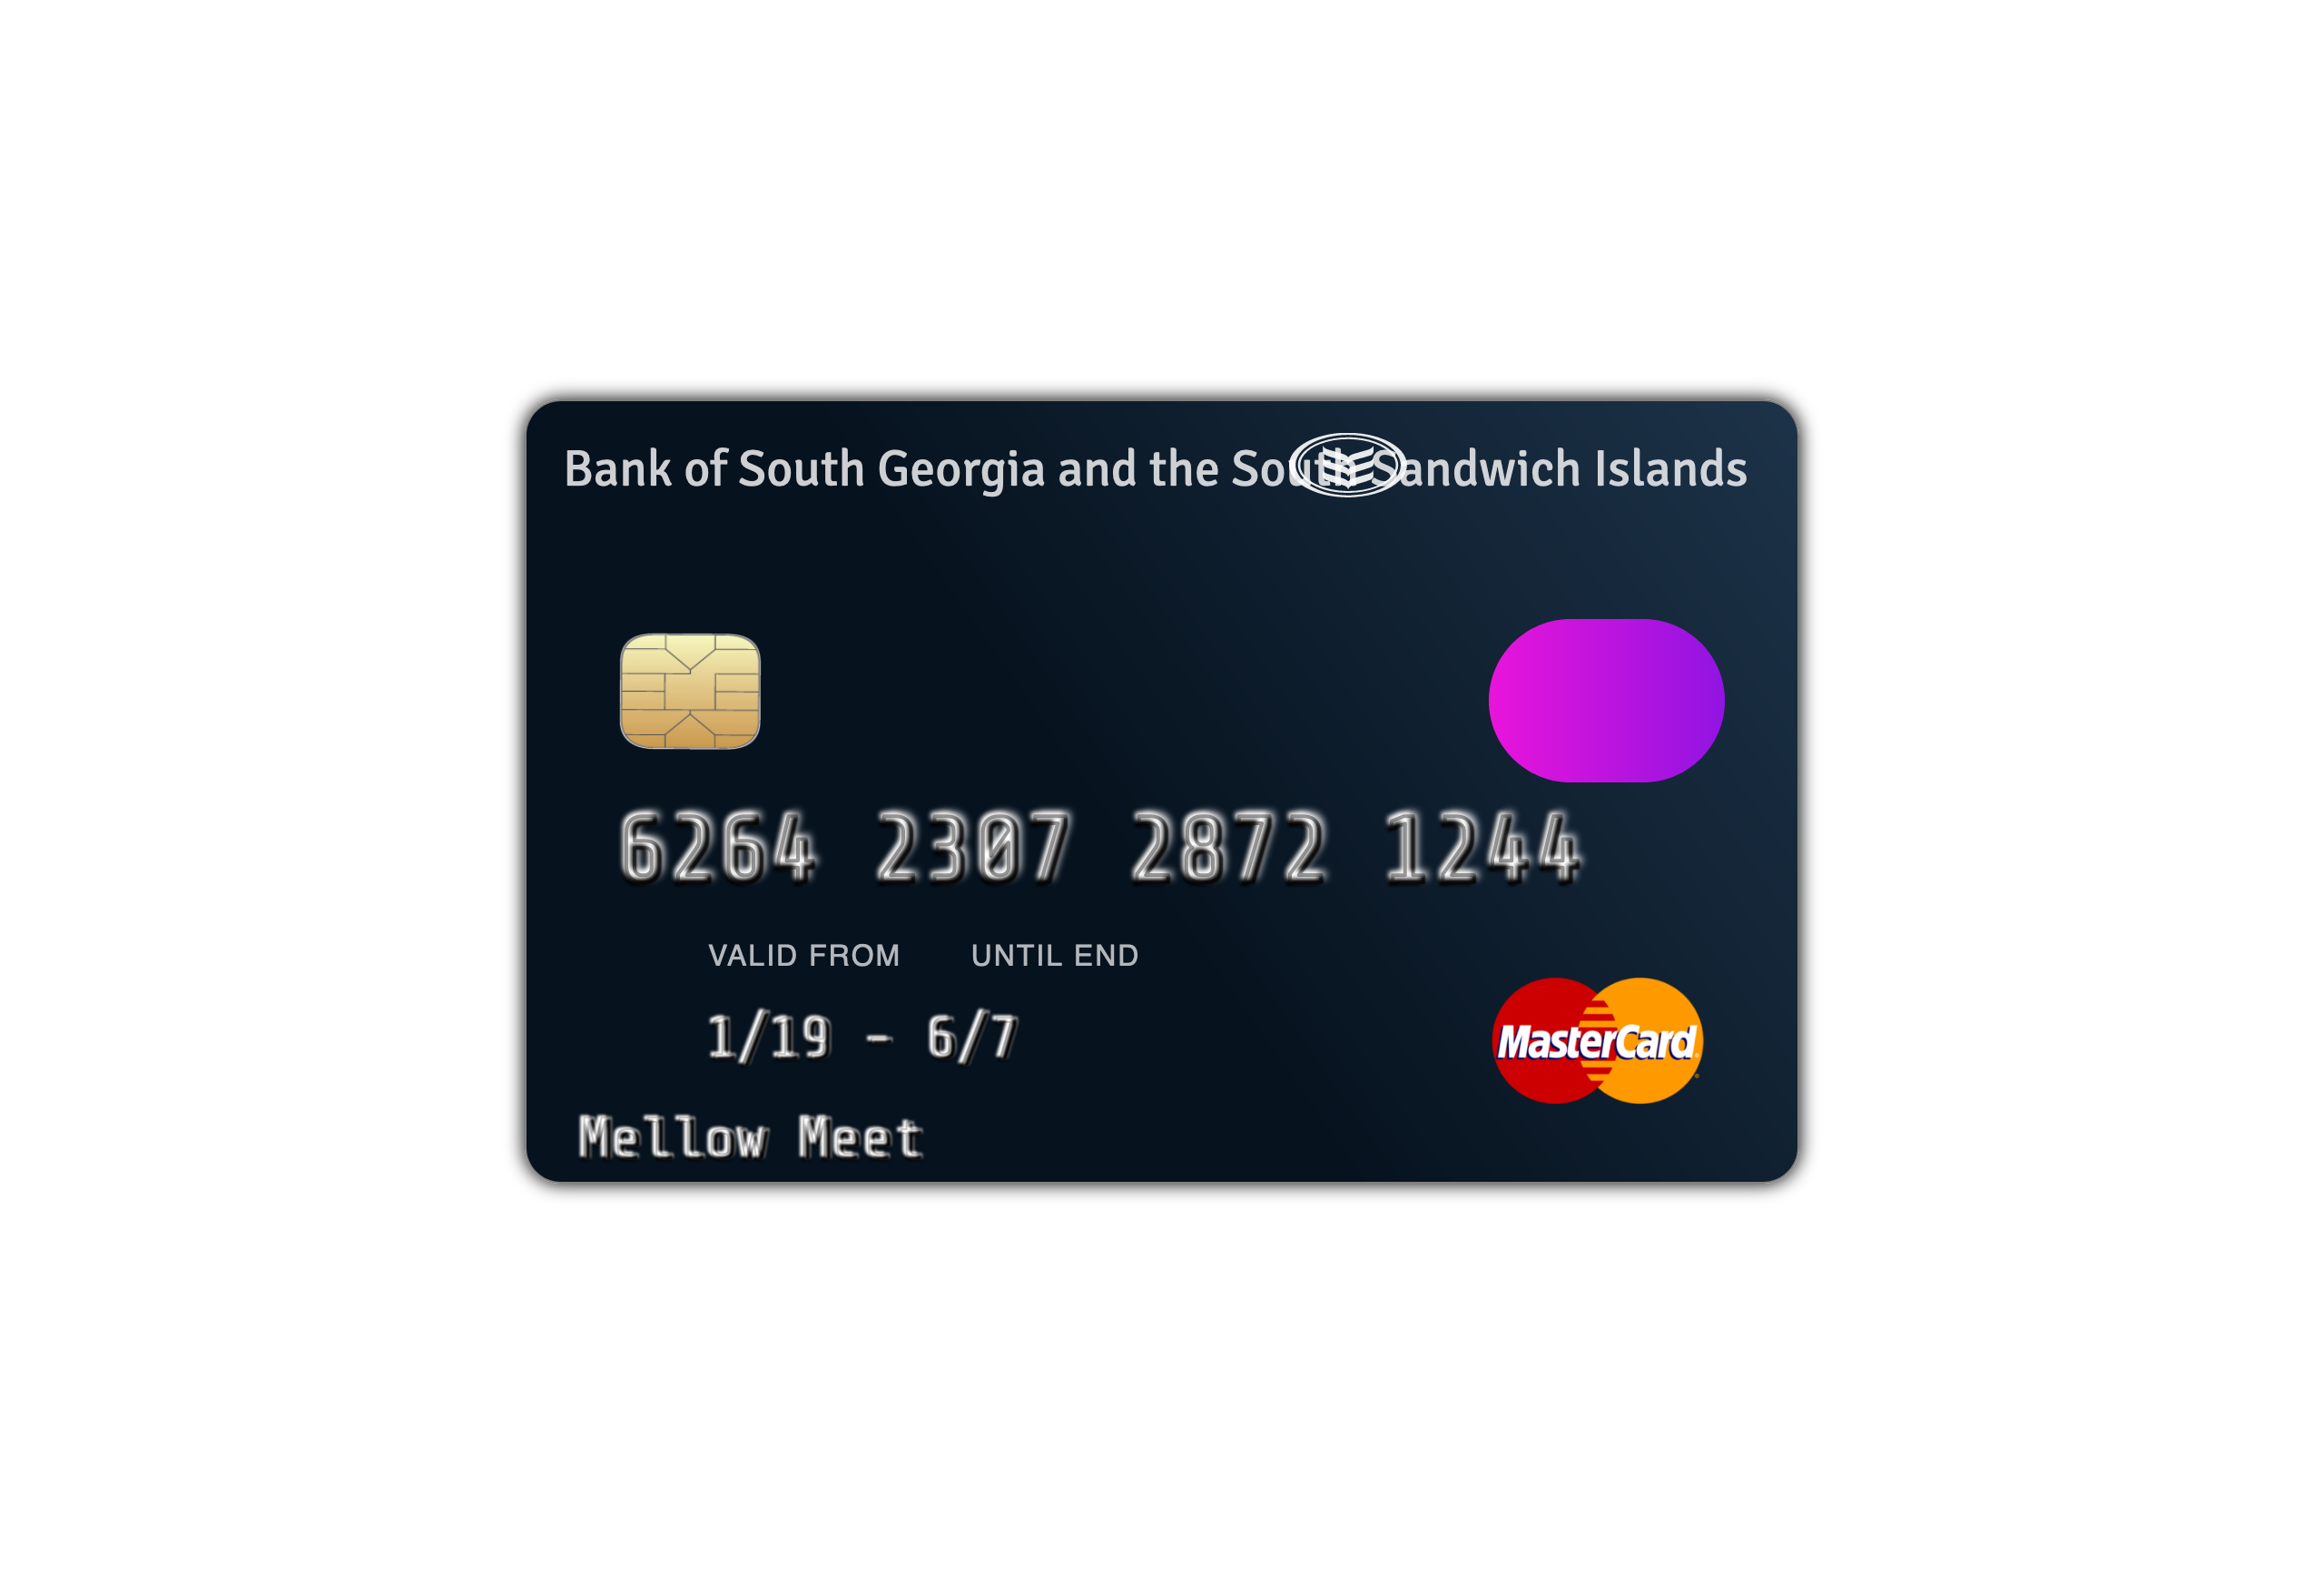 Bank of South Georgia and the South Sandwich Islands
6264 2307 2872 1244
VALID FROM UNTIL END
1/19 - 6/7
MasterCard
Mellow Meet